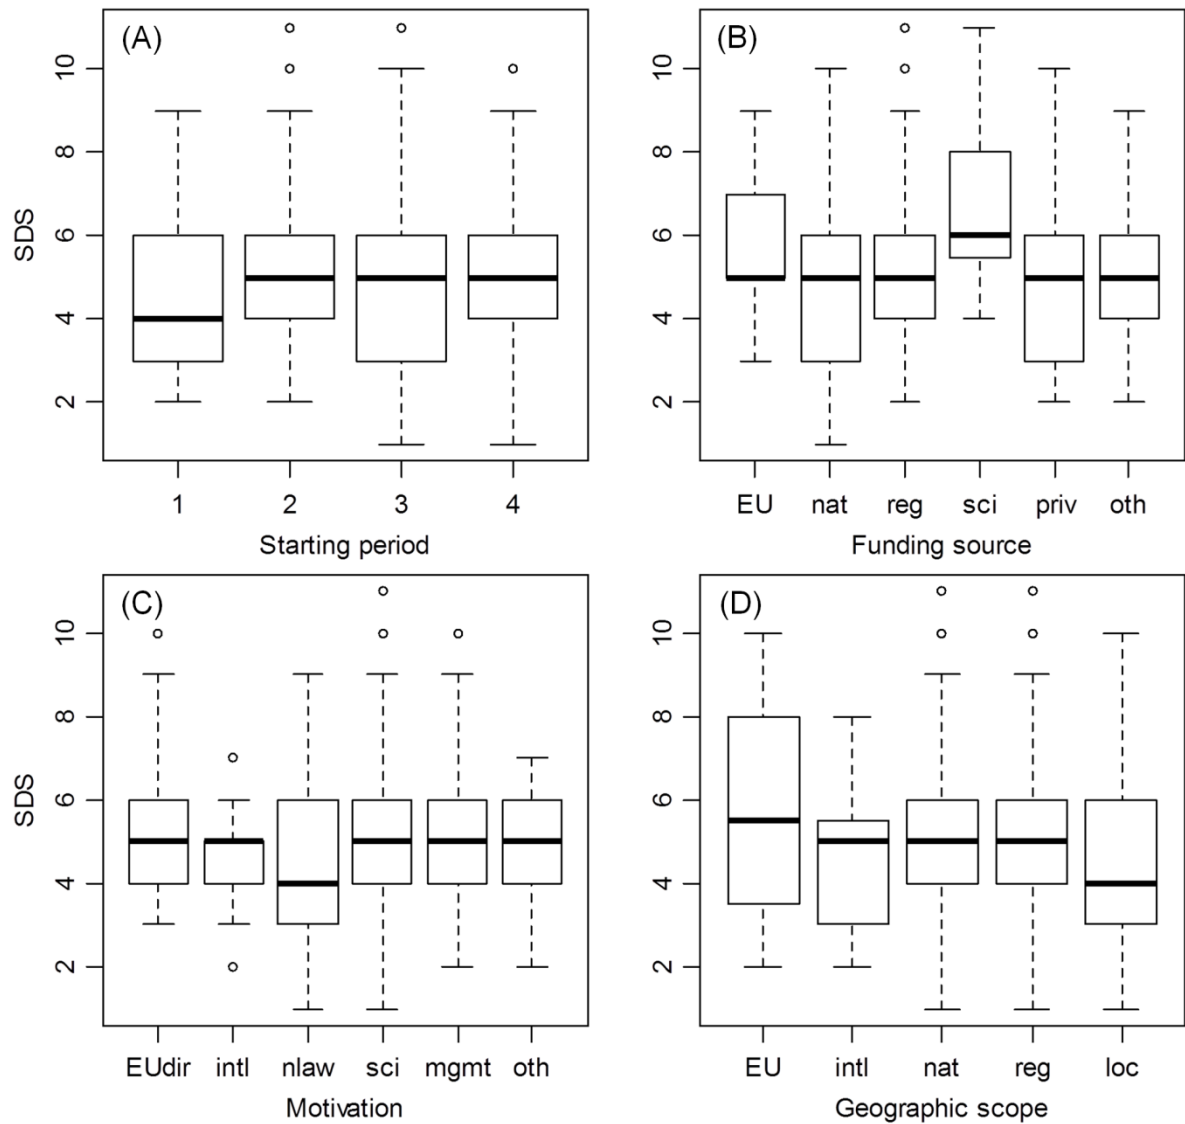 (A)
SDS
10
8
6
4
2
1 2 3 4
Starting period
(B)
10
8
6
4
2
EU nat reg sci priv oth
Funding source
(C)
SDS
10
8
6
4
2
EUdir intl nlaw sci mgmt oth
Motivation
(D)
10
8
6
4
2
EU intl nat reg loc
Geographic scope